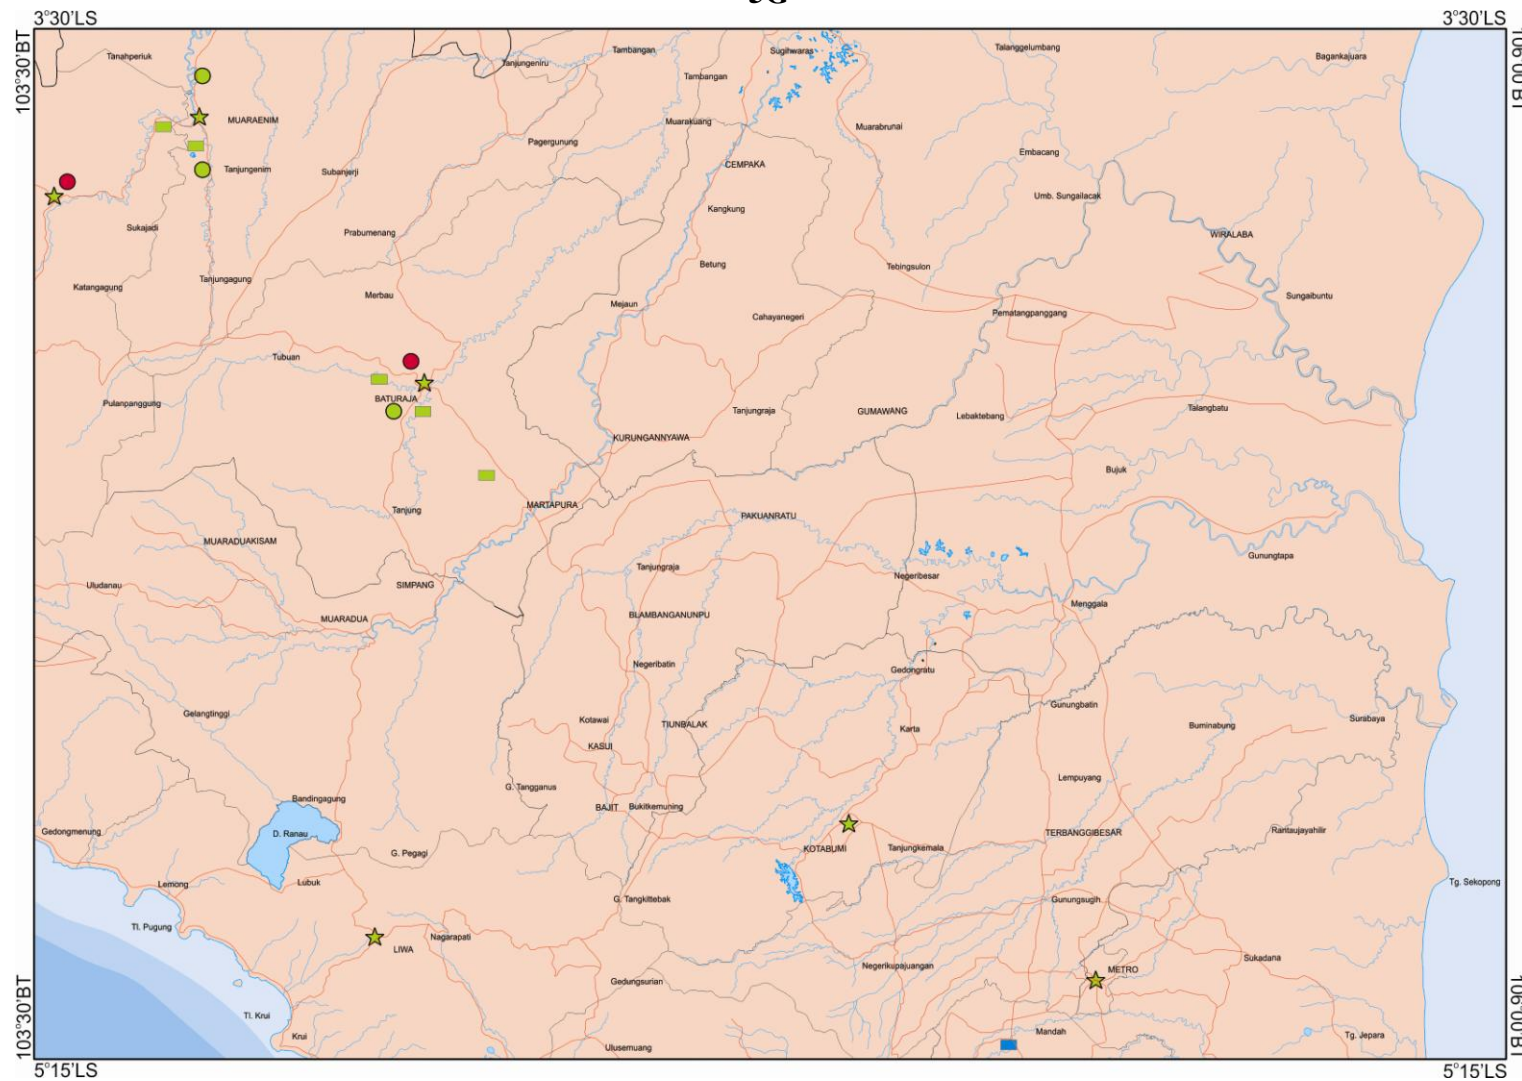 3°30'LS
3°30'LS
103°30'BT
106°00'BT
Tanahperiuk
Tanjungeniru
Tambangan
Sugihwaras
Talanggelumbang
Bagankajuara
Tambangan
MUARAENIM
Muarakuang
Muarabrunai
Pagergunung
Embacang
CEMPAKA
Tanjungenim
Subanjerji
Umb. Sungailacak
Kangkung
Sukajadi
Prabumenang
WIRALABA
Betung
Tebingsulon
Tanjungagung
Katangagung
Merbau
Mejaun
Sungaibuntu
Cahayanegeri
Pematangpanggang
Tubuan
BATURAJA
Pulanpanggung
Tanjungraja
GUMAWANG
Lebaktebang
Talangbatu
KURUNGANNYAWA
Bujuk
Tanjung
MARTAPURA
PAKUANRATU
MUARADUAKISAM
Gunungtapa
Tanjungraja
Negeribesar
Uludanau
SIMPANG
Menggala
MUARADUA
BLAMBANGANUNPU
Negeribatin
Gedongratu
Gunungbatin
Gelangtinggi
Kotawai
TIUNBALAK
Karta
Buminabung
Surabaya
KASUI
Lempuyang
G. Tangganus
Bandingagung
BAJIT
Bukitkemuning
Gedongmenung
D. Ranau
TERBANGGIBESAR
Rantaujayahilir
KOTABUMI
Tanjungkemala
G. Pegagi
Lemong
Lubuk
Tg. Sekopong
G. Tangkittebak
Gunungsugih
Tl. Pugung
Nagarapati
LIWA
Sukadana
Negerikupajuangan
METRO
Gedungsurian
Tl. Krui
Krui
Mandah
Tg. Jepara
Ulusemuang
103°30'BT
106°00'BT
5°15'LS
5°15'LS